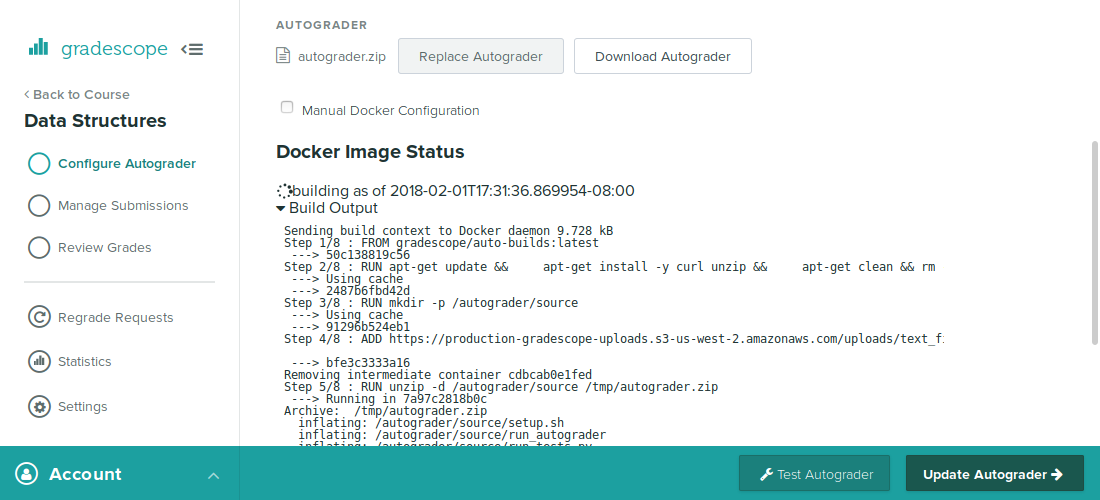 gradescope
Back to Course
Data Structures
Configure Autograder
Manage Submissions
Review Grades
Regrade Requests
Statistics
Settings
Account
AUTOGRADER
autograder.zip
Replace Autograder
Download Autograder
Manual Docker Configuration
Docker Image Status
building as of 2018-02-01T17:31:36.869954-08:00
Build Output
Sending build context to Docker daemon 9.728 kB
Step 1/8 : FROM gradescope/auto-builds:latest
---> 50c138819c56
Step 2/8 : RUN apt-get update &&     apt-get install -y curl unzip &&     apt-get clean && rm
---> Using cache
---> 2487b6fbd42d
Step 3/8 : RUN mkdir -p /autograder/source
---> Using cache
---> 91296b524eb1
Step 4/8 : ADD https://production-gradescope-uploads.s3-us-west-2.amazonaws.com/uploads/text_f
---> bfe3c3333a16
Removing intermediate container cdbcab0e1fed
Step 5/8 : RUN unzip -d /autograder/source /tmp/autograder.zip
---> Running in 7a97c2818b0c
Archive:  /tmp/autograder.zip
inflating: /autograder/source/setup.sh
inflating: /autograder/source/run_autograder
inflating: /autograder/source/run_tests.py
Test Autograder
Update Autograder